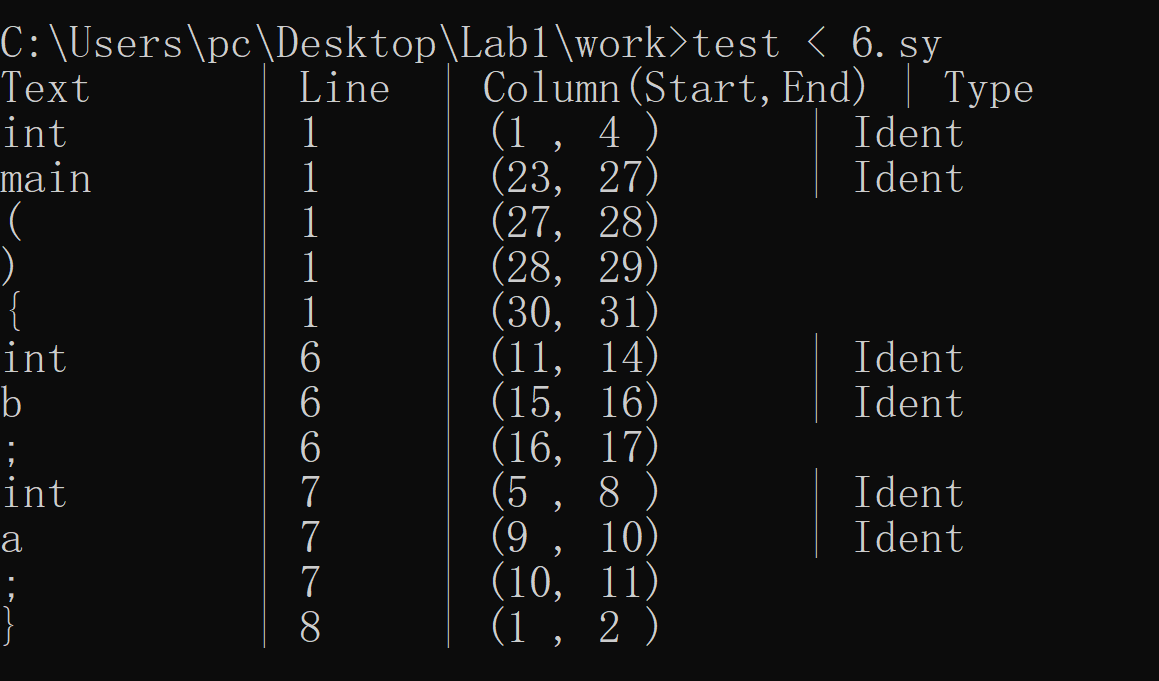 C:\Users\pc\Desktop\Lab1\work>test < 6.sy
Text | Line | Column(Start,End) | Type
int | 1 | (1 , 4 ) | Ident
main | 1 | (23, 27) | Ident
( | 1 | (27, 28)
) | 1 | (28, 29)
{ | 1 | (30, 31)
int | 6 | (11, 14) | Ident
b | 6 | (15, 16) | Ident
; | 6 | (16, 17)
int | 7 | (5 , 8 ) | Ident
a | 7 | (9 , 10) | Ident
; | 7 | (10, 11)
} | 8 | (1 , 2 )